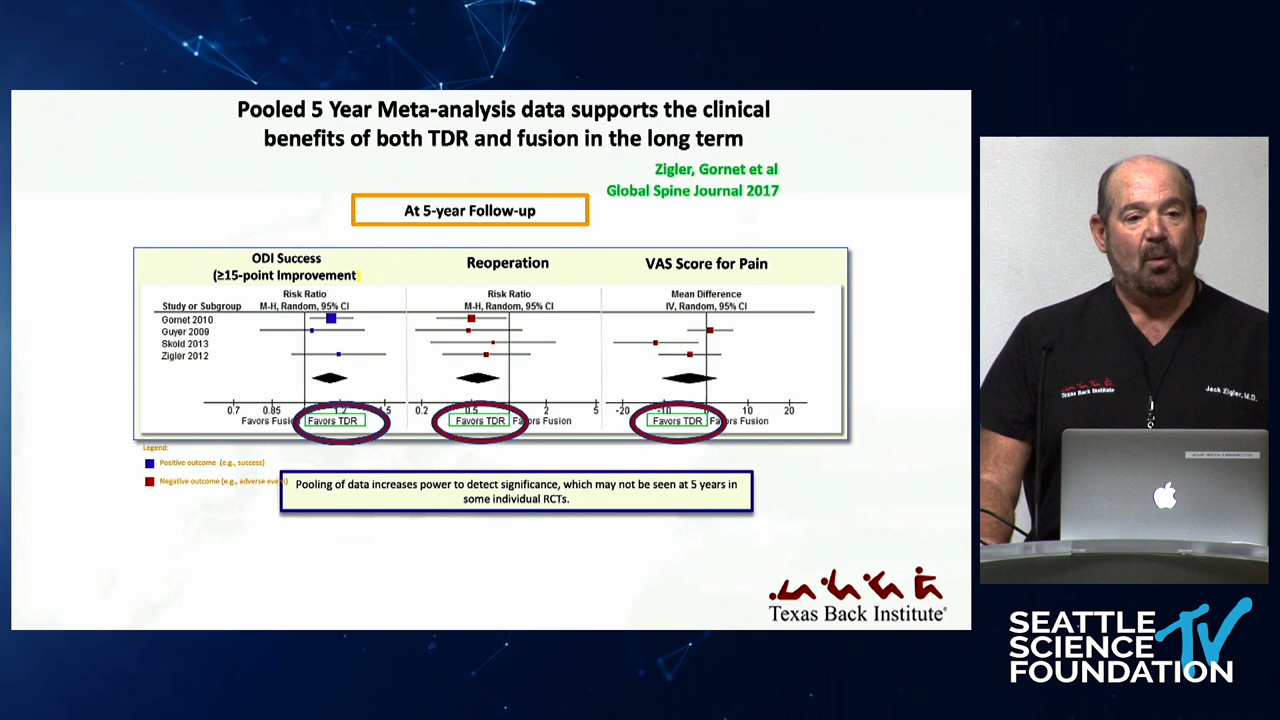 Pooled 5 Year Meta-analysis data supports the clinical
benefits of both TDR and fusion in the long term
Zigler, Gornet et al
Global Spine Journal 2017
At 5-year Follow-up
ODI Success
(≥15-point Improvement
Reoperation
VAS Score for Pain
Risk Ratio
Risk Ratio
Mean Difference
Study or Subgroup
M-H, Random, 95% CI
M-H, Random, 95% CI
IV, Random, 95% CI
Gornet 2010
Guyer 2009
Skold 2013
Zigler 2012
0.7 0.85 1.2 1.5
0.2 0.5 2 5
-20 -10 10 20
Favors Fusion Favors TDR
Favors TDR Favors Fusion
Favors TDR Favors Fusion
Legend:
Positive outcome (e.g., success)
Negative outcome (e.g., adverse event)
Pooling of data increases power to detect significance, which may not be seen at 5 years in
some individual RCTs.
Texas Back Institute®
Texas Back Institute
Jack Zigler, M.D.
SEATTLE
SCIENCE
FOUNDATION
TV